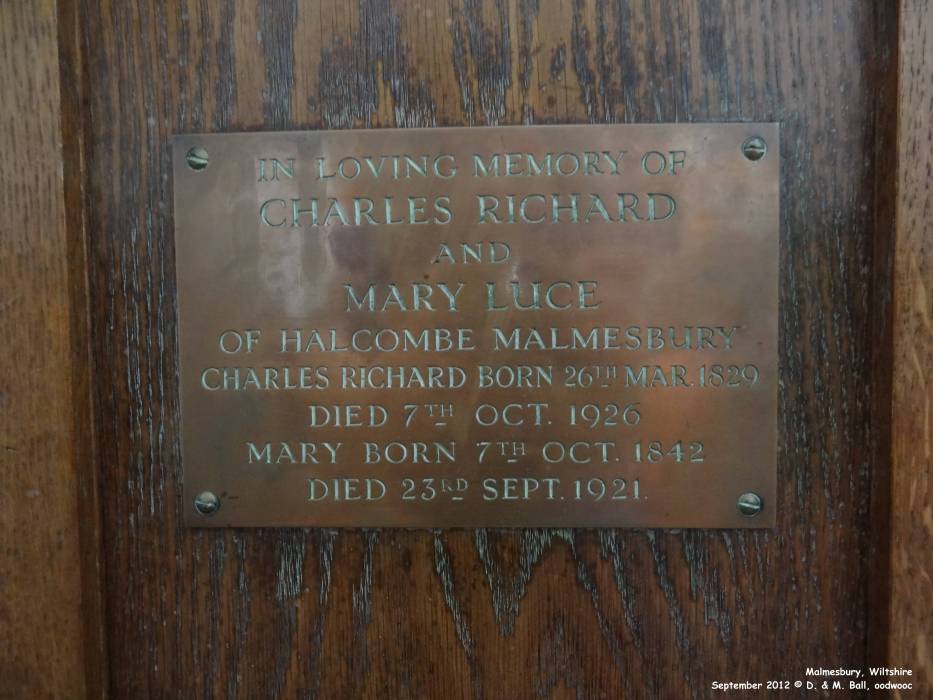 IN LOVING MEMORY OF
CHARLES RICHARD
AND
MARY LUCE
OF HALCOMBE MALMESBURY
CHARLES RICHARD BORN 26TH MAR. 1829
DIED 7TH OCT. 1926
MARY BORN 7TH OCT. 1842
DIED 23RD SEPT. 1921.
Malmesbury, Wiltshire
September 2012 © D. & M. Ball, oodwooc